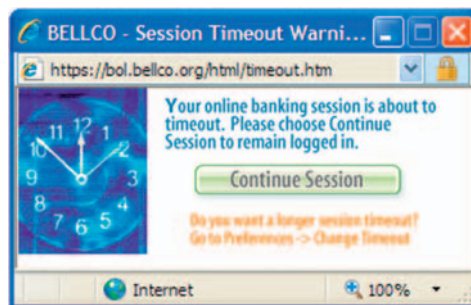 BELLCO - Session Timeout Warni...
https://bol.bellco.org/html/timeout.htm
Your online banking session is about to
timeout. Please choose Continue
Session to remain logged in.
Continue Session
Do you want a longer session timeout?
Go to Preferences -> Change Timeout
11 12 1
10 2
9 3
8 4
7 6 5
Internet
100%